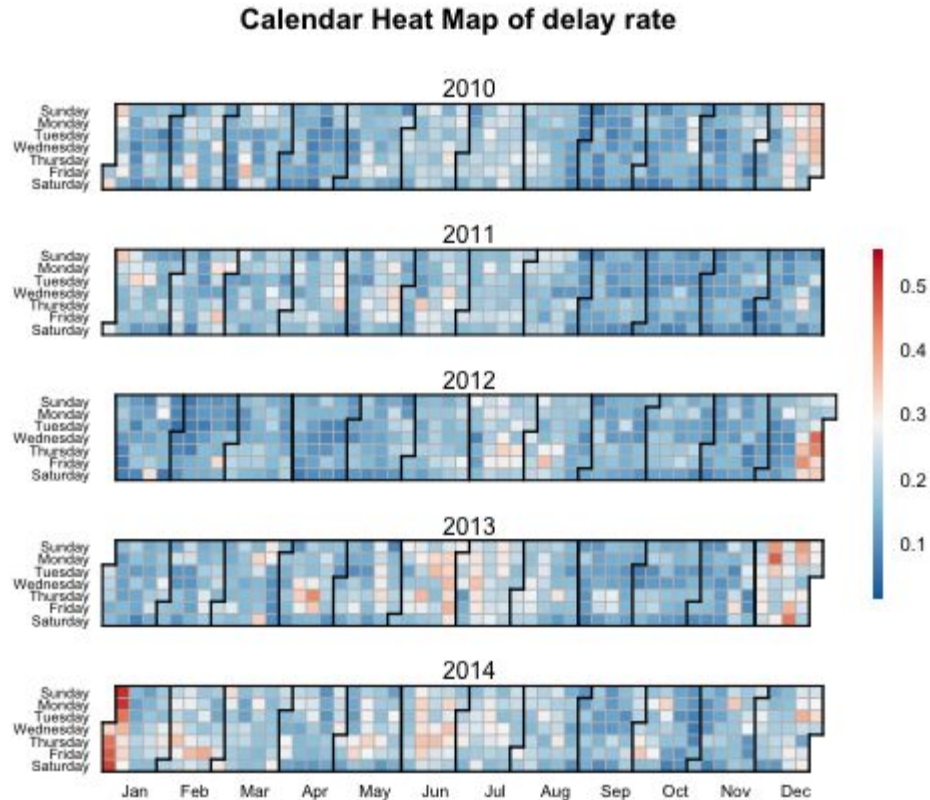 Calendar Heat Map of delay rate
2010
Sunday
Monday
Tuesday
Wednesday
Thursday
Friday
Saturday
2011
Sunday
Monday
Tuesday
Wednesday
Thursday
Friday
Saturday
2012
Sunday
Monday
Tuesday
Wednesday
Thursday
Friday
Saturday
2013
Sunday
Monday
Tuesday
Wednesday
Thursday
Friday
Saturday
2014
Sunday
Monday
Tuesday
Wednesday
Thursday
Friday
Saturday
Jan Feb Mar Apr May Jun Jul Aug Sep Oct Nov Dec
0.5
0.4
0.3
0.2
0.1